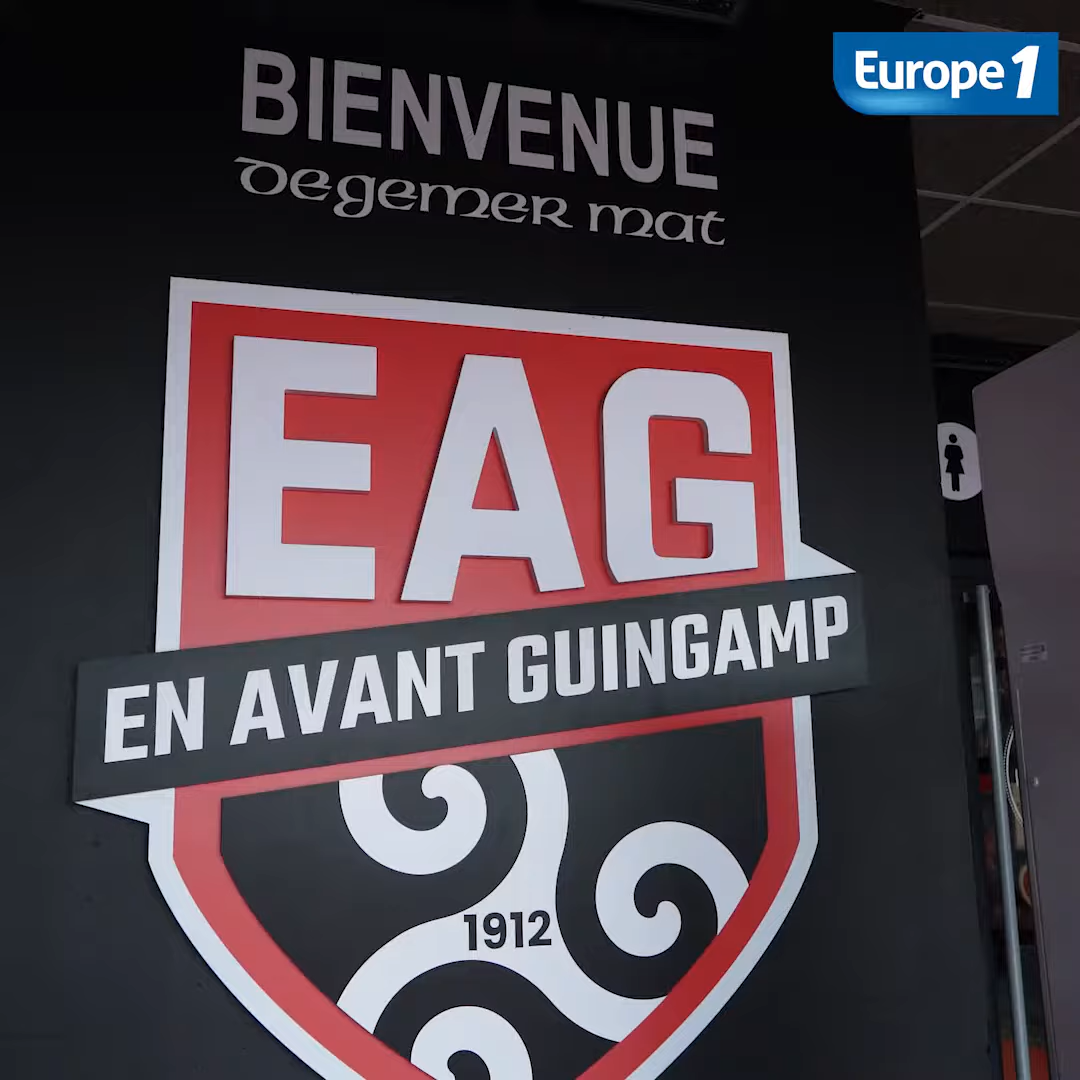 Europe 1
BIENVENUE
Degemer mat
EAG
EN AVANT GUINGAMP
1912